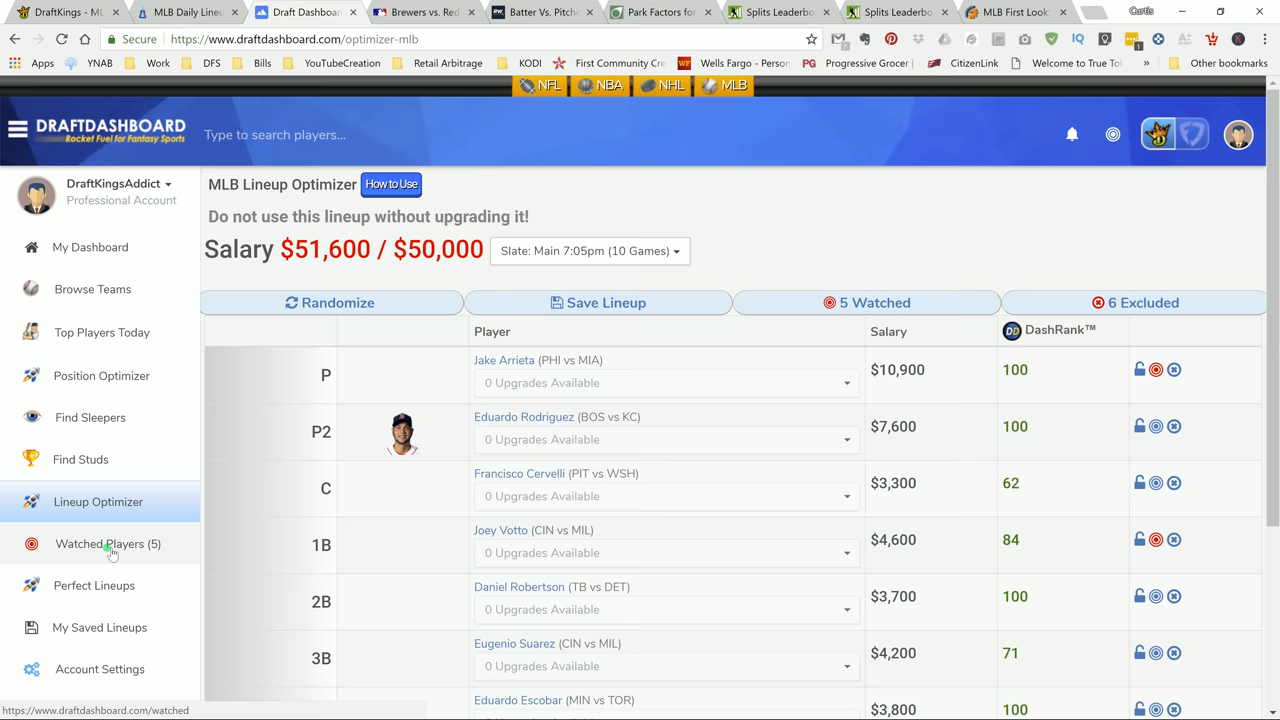 DraftKings - ML
MLB Daily Lineu
Draft Dashboar
Brewers vs. Red
Batter Vs. Pitch
Park Factors for
Splits Leaderbo
Splits Leaderbo
MLB First Look
Curtis
Secure
https://www.draftdashboard.com/optimizer-mlb
Apps
YNAB
Work
DFS
Bills
YouTubeCreation
Retail Arbitrage
KODI
First Community Cre
Wells Fargo - Person
Progressive Grocer
CitizenLink
Welcome to True To
»
Other bookmarks
NFL
NBA
NHL
MLB
DRAFTDASHBOARD
Rocket Fuel for Fantasy Sports
Type to search players...
DraftKingsAddict
Professional Account
My Dashboard
Browse Teams
Top Players Today
Position Optimizer
Find Sleepers
Find Studs
Lineup Optimizer
Watched Players (5)
Perfect Lineups
My Saved Lineups
Account Settings
MLB Lineup Optimizer How to Use
Do not use this lineup without upgrading it!
Salary $51,600 / $50,000 Slate: Main 7:05pm (10 Games)
Randomize Save Lineup 5 Watched 6 Excluded
Player Salary DD DashRank™
P Jake Arrieta (PHI vs MIA) $10,900 100
0 Upgrades Available
P2 Eduardo Rodriguez (BOS vs KC) $7,600 100
0 Upgrades Available
C Francisco Cervelli (PIT vs WSH) $3,300 62
0 Upgrades Available
1B Joey Votto (CIN vs MIL) $4,600 84
0 Upgrades Available
2B Daniel Robertson (TB vs DET) $3,700 100
0 Upgrades Available
3B Eugenio Suarez (CIN vs MIL) $4,200 71
0 Upgrades Available
Eduardo Escobar (MIN vs TOR) $3,800 100
https://www.draftdashboard.com/watched